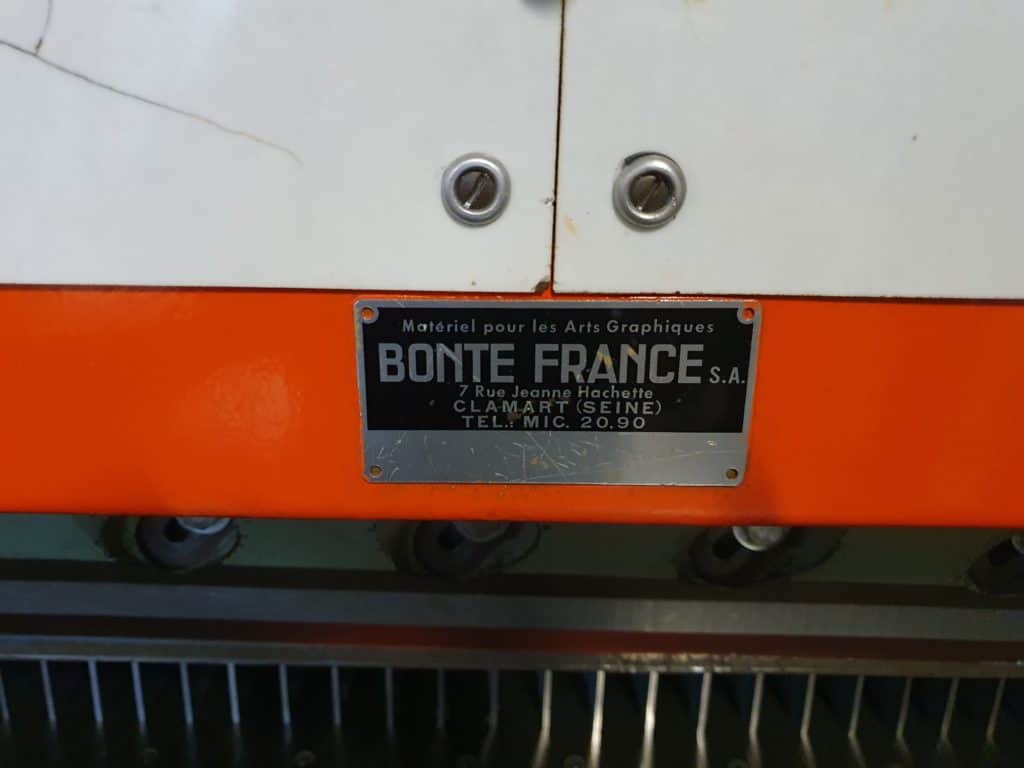 Matériel pour les Arts Graphiques
BONTE FRANCE S.A.
7 Rue Jeanne Hachette
CLAMART (SEINE)
TEL.: MIC. 20.90